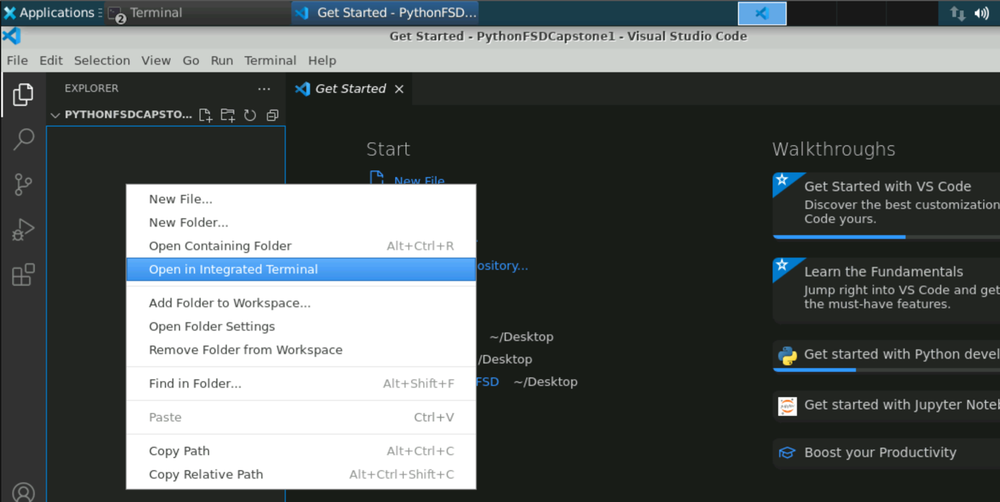 Applications
2
Terminal
Get Started - PythonFSD...
Get Started - PythonFSDCapstone1 - Visual Studio Code
File Edit Selection View Go Run Terminal Help
EXPLORER
Get Started
PYTHONFSDCAPSTO...
Start
New File
New File...
New Folder...
Open Containing Folder Alt+Ctrl+R
Open in Integrated Terminal
Add Folder to Workspace...
Open Folder Settings
Remove Folder from Workspace
Find in Folder... Alt+Shift+F
Paste Ctrl+V
Copy Path Alt+Ctrl+C
Copy Relative Path Alt+Ctrl+Shift+C
ository...
~/Desktop
/Desktop
FSD ~/Desktop
Walkthroughs
Get Started with VS Code
Discover the best customization
Code yours.
Learn the Fundamentals
Jump right into VS Code and get
the must-have features.
Get started with Python devel
Get started with Jupyter Noteb
Boost your Productivity